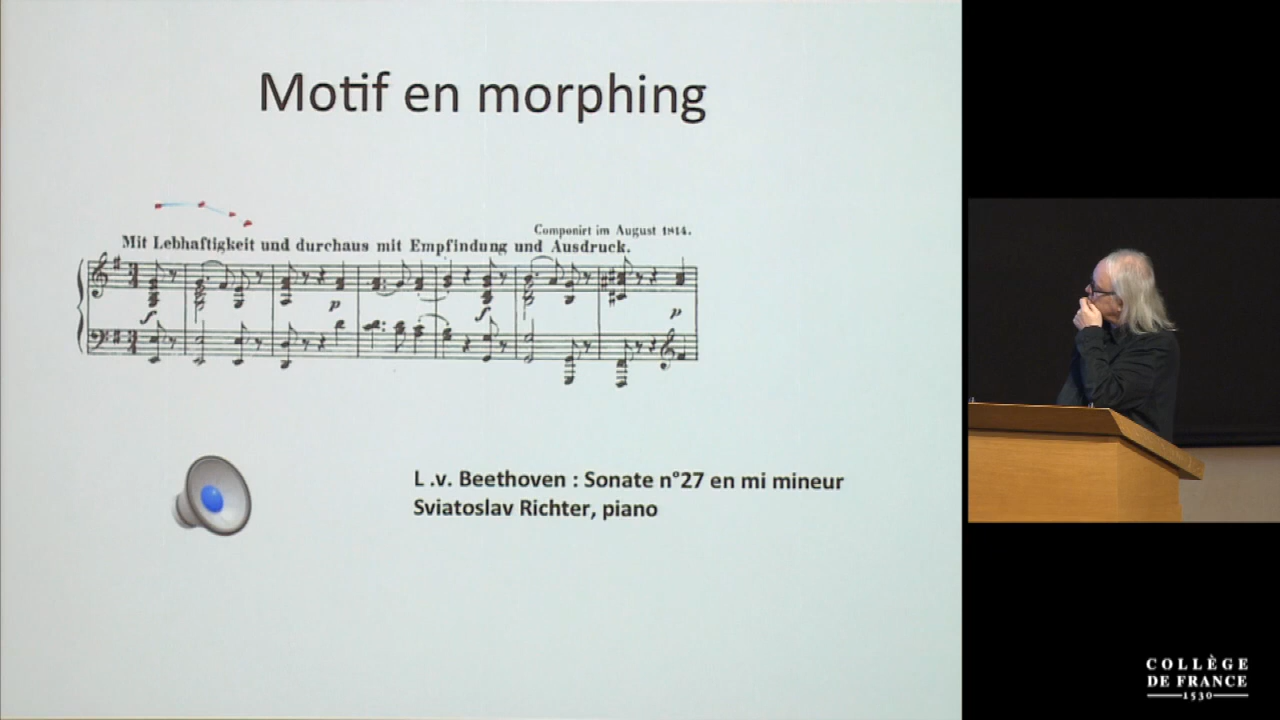 Motif en morphing
Componirt im August 1814.
Mit Lebhaftigkeit und durchaus mit Empfindung und Ausdruck.
f
p
f
p
L .v. Beethoven : Sonate n°27 en mi mineur
Sviatoslav Richter, piano
COLLÈGE
DE FRANCE
1530